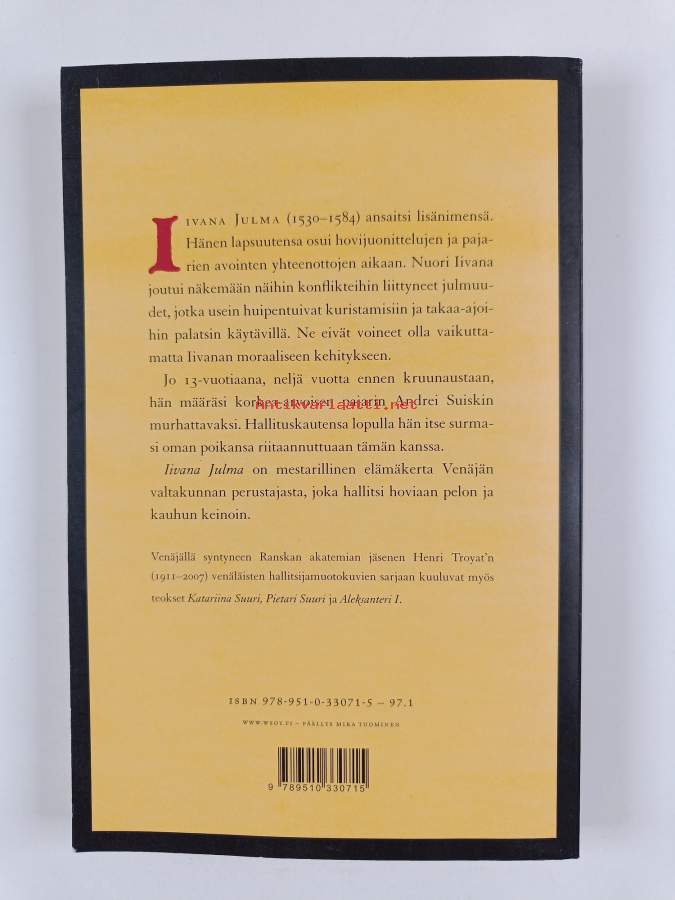 IIVANA JULMA (1530–1584) ansaitsi lisänimensä.
Hänen lapsuutensa osui hovijuonittelujen ja paja-
rien avointen yhteenottojen aikaan. Nuori Iivana
joutui näkemään näihin konflikteihin liittyneet julmuu-
det, jotka usein huipentuivat kuristamisiin ja takaa-ajoi-
hin palatsin käytävillä. Ne eivät voineet olla vaikutta-
matta Iivanan moraaliseen kehitykseen.
Jo 13-vuotiaana, neljä vuotta ennen kruunaustaan,
hän määräsi korkea-arvoisen pajarin Andrei Suiskin
Antikvariaatti.net
murhattavaksi. Hallituskautensa lopulla hän itse surma-
si oman poikansa riitaannuttuaan tämän kanssa.
Iivana Julma on mestarillinen elämäkerta Venäjän
valtakunnan perustajasta, joka hallitsi hoviaan pelon ja
kauhun keinoin.
Venäjällä syntyneen Ranskan akatemian jäsenen Henri Troyat'n
(1911–2007) venäläisten hallitsijamuotokuvien sarjaan kuuluvat myös
teokset Katariina Suuri, Pietari Suuri ja Aleksanteri I.
ISBN 978-951-0-33071-5 – 97.1
WWW.WSOY.FI – PÄÄLLYS MIKA TUOMINEN
9 789510 330715